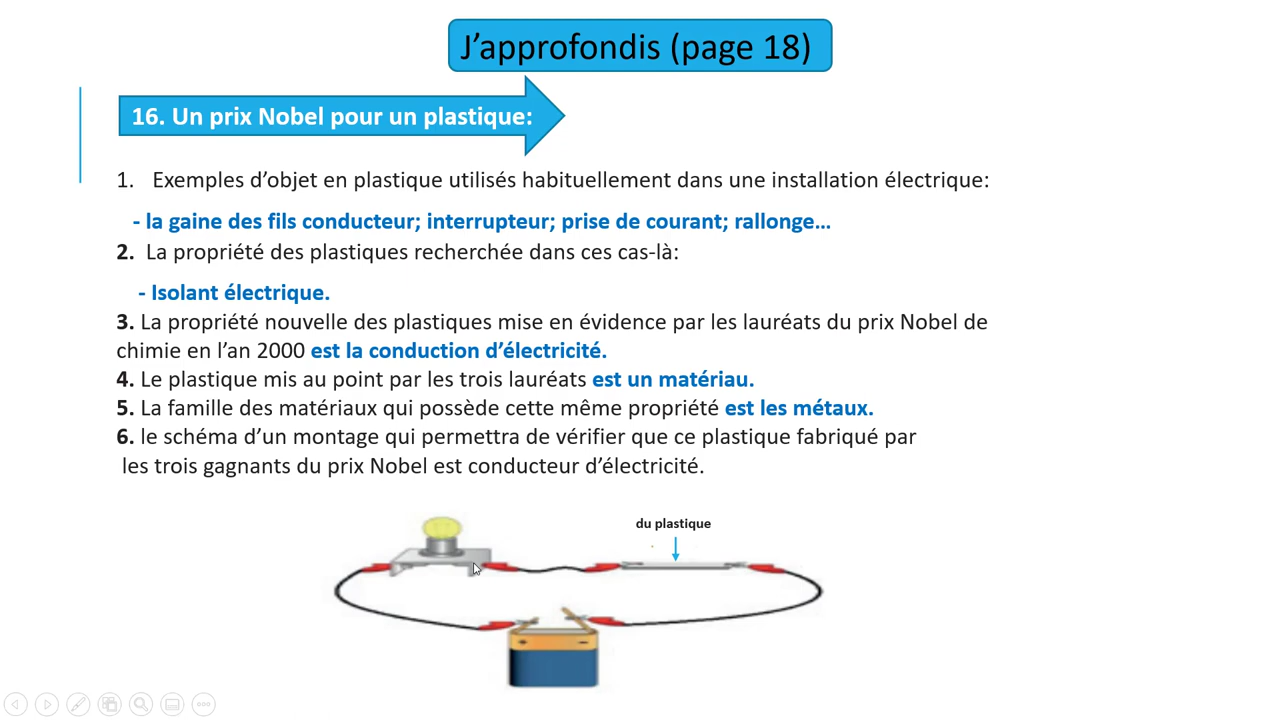 J’approfondis (page 18)
16. Un prix Nobel pour un plastique:
1. Exemples d’objet en plastique utilisés habituellement dans une installation électrique:
- la gaine des fils conducteur; interrupteur; prise de courant; rallonge…
2. La propriété des plastiques recherchée dans ces cas-là:
- Isolant électrique.
3. La propriété nouvelle des plastiques mise en évidence par les lauréats du prix Nobel de
chimie en l’an 2000 est la conduction d’électricité.
4. Le plastique mis au point par les trois lauréats est un matériau.
5. La famille des matériaux qui possède cette même propriété est les métaux.
6. le schéma d’un montage qui permettra de vérifier que ce plastique fabriqué par
les trois gagnants du prix Nobel est conducteur d’électricité.
du plastique